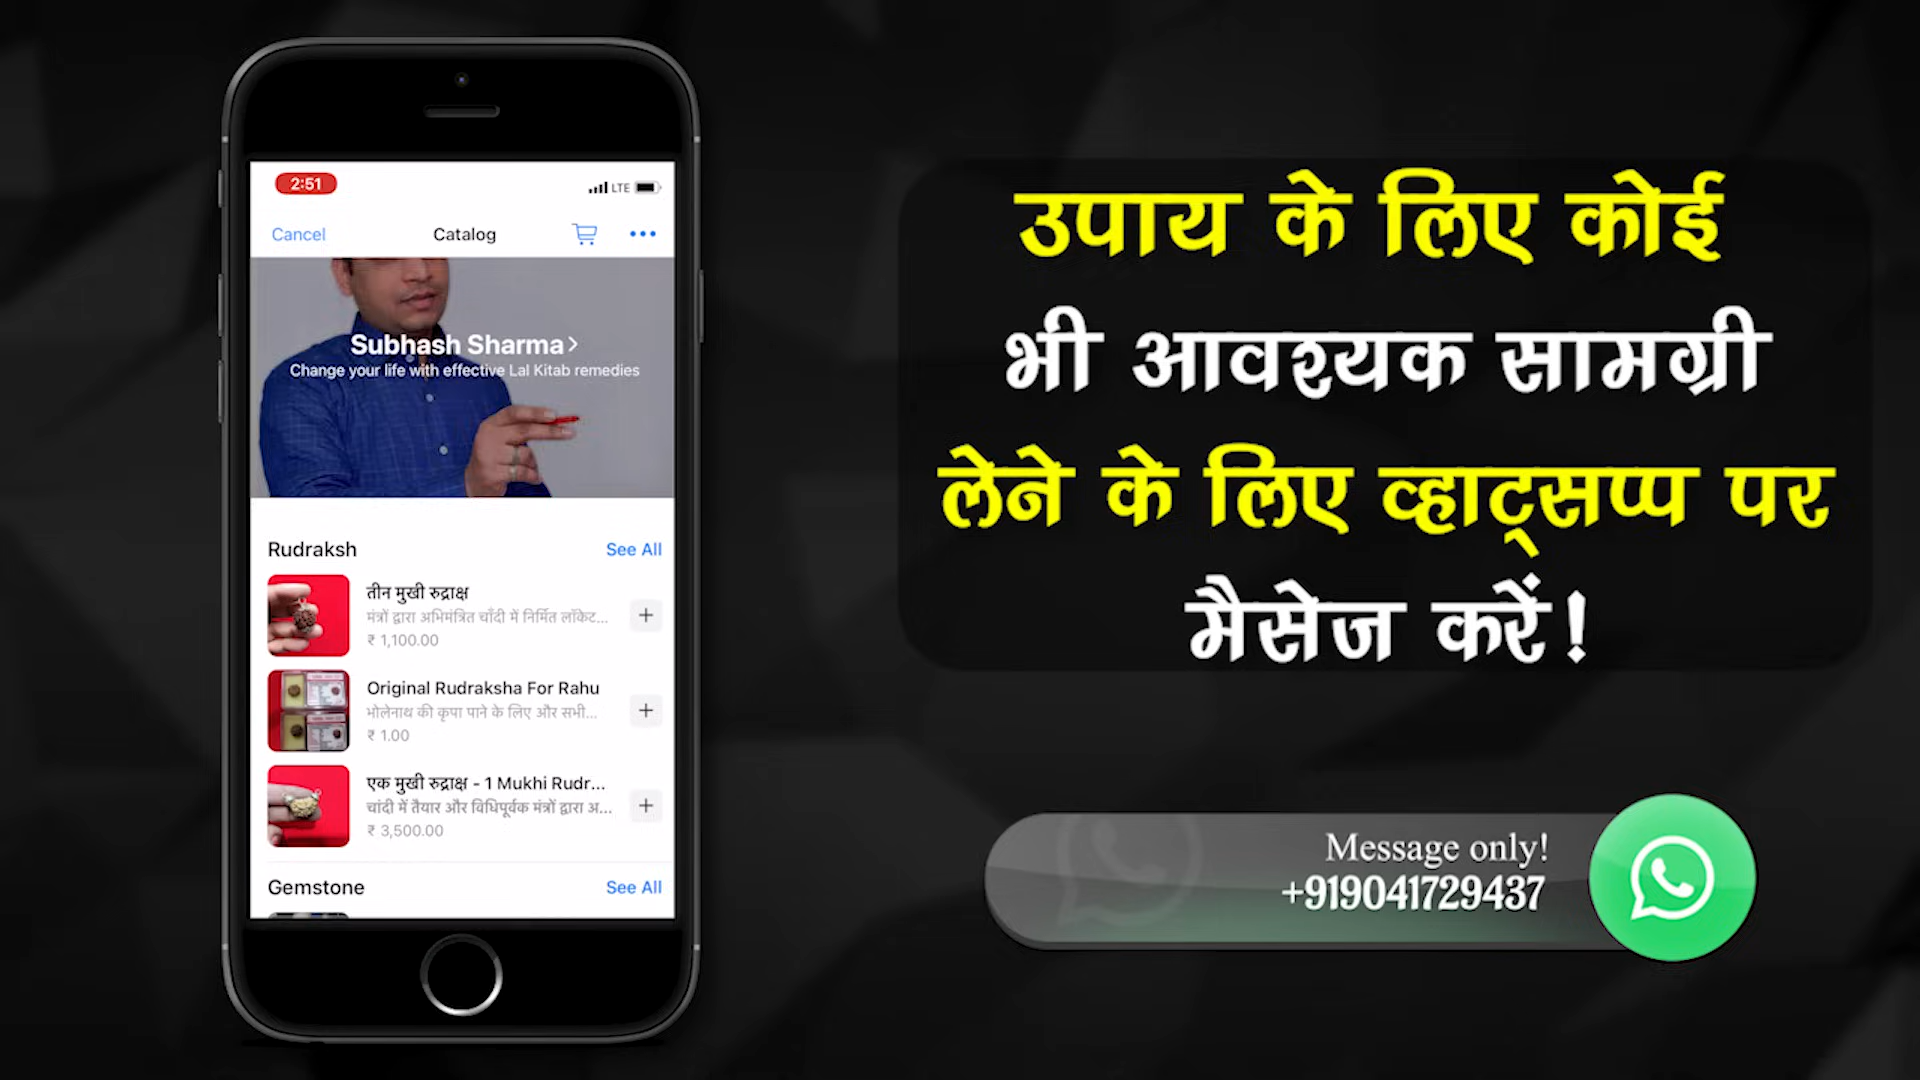 2:51
LTE
Cancel
Catalog
Subhash Sharma
Change your life with effective Lal Kitab remedies
Rudraksh
See All
तीन मुखी रुद्राक्ष
मंत्रों द्वारा अभिमंत्रित चाँदी में निर्मित लॉकेट...
₹ 1,100.00
Original Rudraksha For Rahu
भोलेनाथ की कृपा पाने के लिए और सभी...
₹ 1.00
एक मुखी रुद्राक्ष - 1 Mukhi Rudr...
चांदी में तैयार और विधिपूर्वक मंत्रों द्वारा अ...
₹ 3,500.00
Gemstone
See All
उपाय के लिए कोई
भी आवश्यक सामग्री
लेने के लिए व्हाट्सप्प पर
मैसेज करें!
Message only!
+919041729437